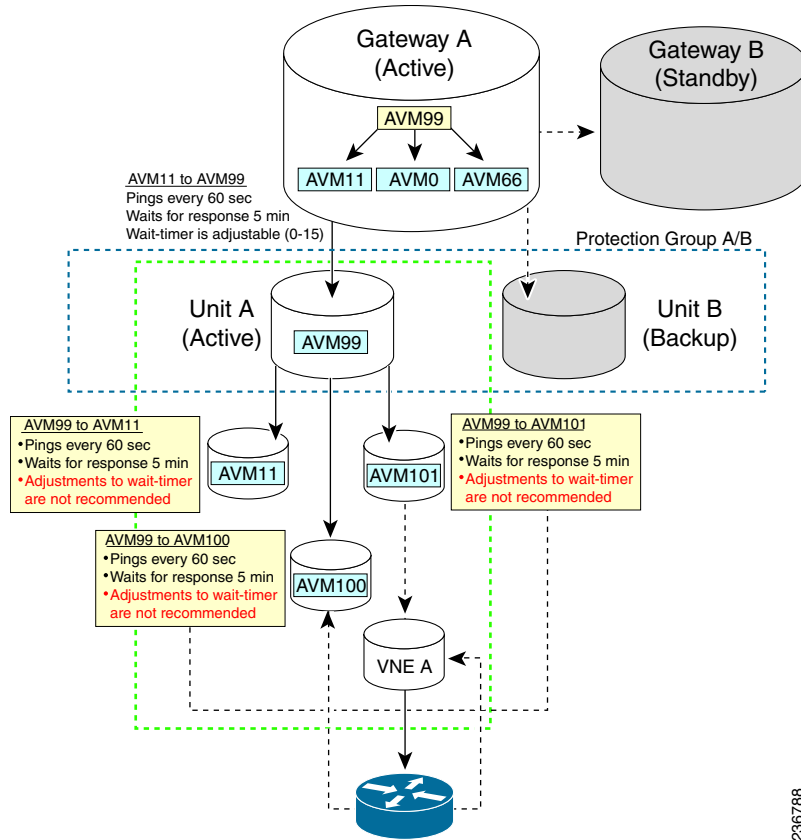 Gateway A
(Active)
Gateway B
(Standby)
AVM99
AVM11
AVM0
AVM66
AVM11 to AVM99
Pings every 60 sec
Waits for response 5 min
Wait-timer is adjustable (0-15)
Protection Group A/B
Unit A
(Active)
AVM99
Unit B
(Backup)
AVM99 to AVM11
•Pings every 60 sec
•Waits for response 5 min
•Adjustments to wait-timer
are not recommended
AVM11
AVM101
AVM99 to AVM101
•Pings every 60 sec
•Waits for response 5 min
•Adjustments to wait-timer
are not recommended
AVM99 to AVM100
•Pings every 60 sec
•Waits for response 5 min
•Adjustments to wait-timer
are not recommended
AVM100
VNE A
236788